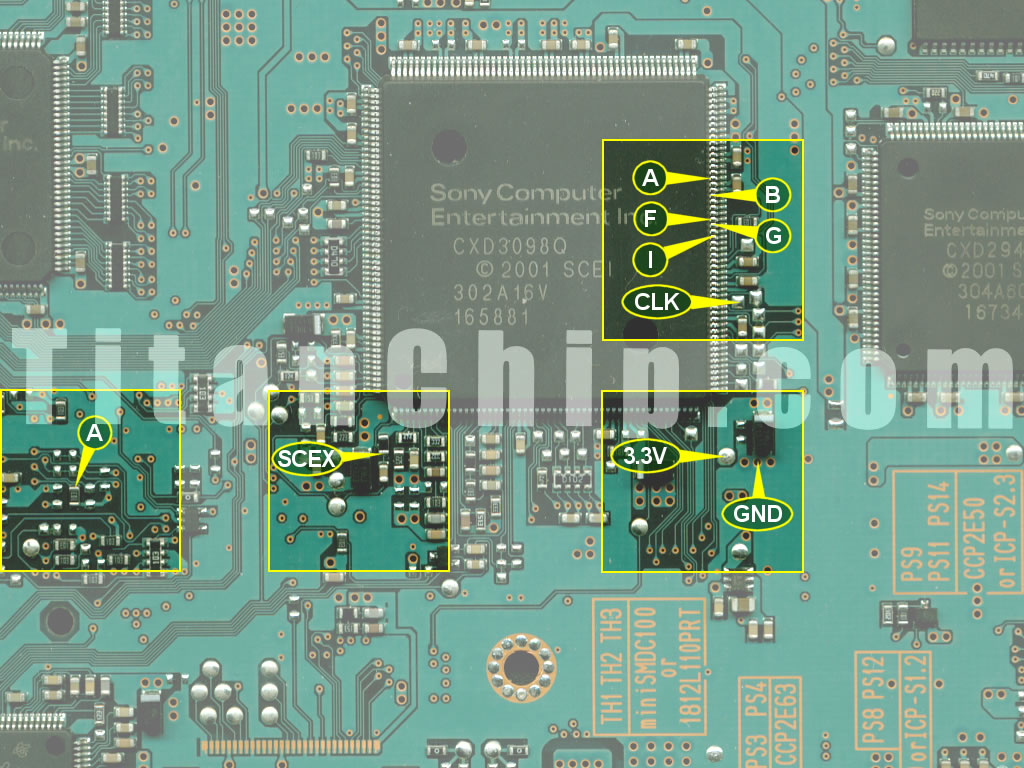 inc.
Sony Computer
Entertainment Inc
CXD3098Q
© 2001 SCEI
302A16V
165881
A
B
F
G
I
CLK
Sony Compu
Entertainme
CXD294
©2001 S
304A60
16734
TitanChip.com
A
SCEX
3.3V
GND
PS9 PS14
PS11
CCP2E50
or ICP-S2.3
TH1 TH2 TH3
miniSMDC100
or
1812L110PRT
PS3 PS4
CCP2E63
PS8 PS12
or ICP-S1.2